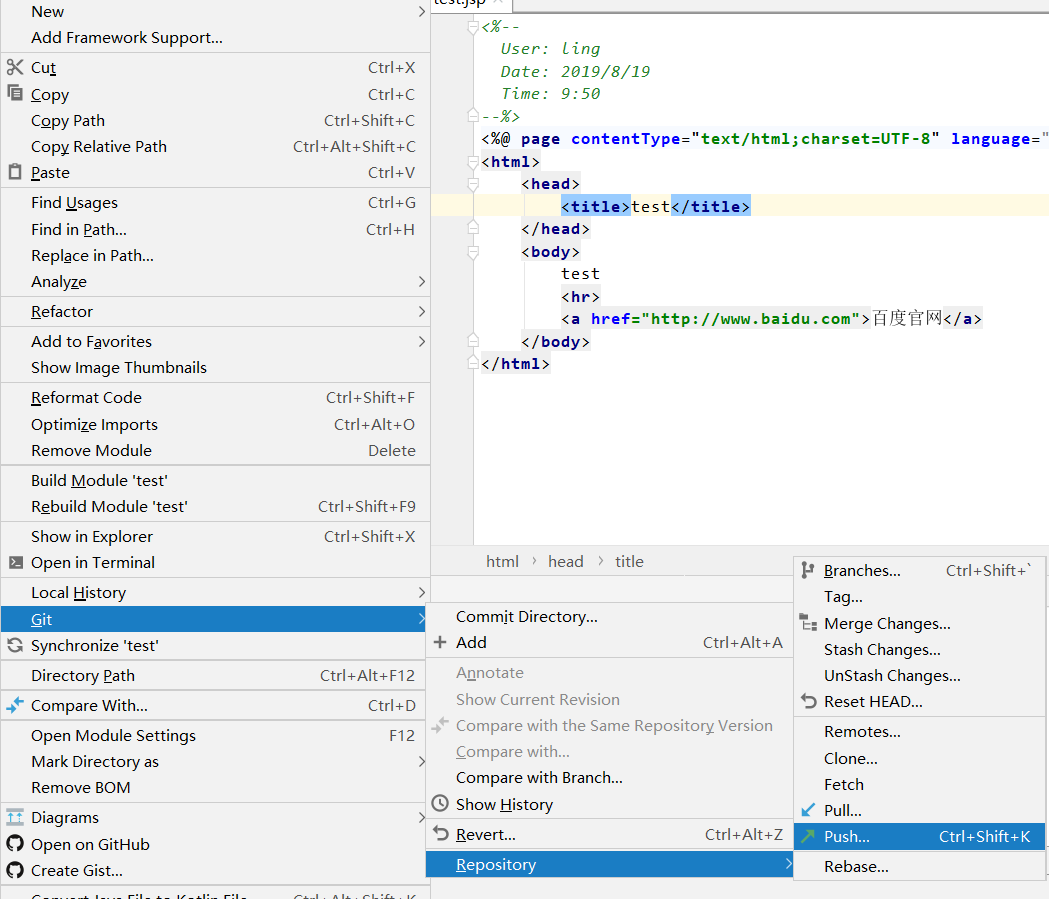 New
Add Framework Support...
Cut Ctrl+X
Copy Ctrl+C
Copy Path Ctrl+Shift+C
Copy Relative Path Ctrl+Alt+Shift+C
Paste Ctrl+V
Find Usages Ctrl+G
Find in Path... Ctrl+H
Replace in Path...
Analyze
Refactor
Add to Favorites
Show Image Thumbnails
Reformat Code Ctrl+Shift+F
Optimize Imports Ctrl+Alt+O
Remove Module Delete
Build Module 'test'
Rebuild Module 'test' Ctrl+Shift+F9
Show in Explorer Ctrl+Shift+X
Open in Terminal
Local History
Git
Synchronize 'test'
Directory Path Ctrl+Alt+F12
Compare With... Ctrl+D
Open Module Settings F12
Mark Directory as
Remove BOM
Diagrams
Open on GitHub
Create Gist...
Convert Java File to Kotlin File Ctrl+Alt+Shift+K
test.jsp
<%--
User: ling
Date: 2019/8/19
Time: 9:50
--%>
<%@ page contentType="text/html;charset=UTF-8" language="
<html>
<head>
<title>test</title>
</head>
<body>
test
<hr>
<a href="http://www.baidu.com">百度官网</a>
</body>
</html>
html › head › title
Commit Directory...
Add Ctrl+Alt+A
Annotate
Show Current Revision
Compare with the Same Repository Version
Compare with...
Compare with Branch...
Show History
Revert... Ctrl+Alt+Z
Repository
Branches... Ctrl+Shift+`
Tag...
Merge Changes...
Stash Changes...
UnStash Changes...
Reset HEAD...
Remotes...
Clone...
Fetch
Pull...
Push... Ctrl+Shift+K
Rebase...